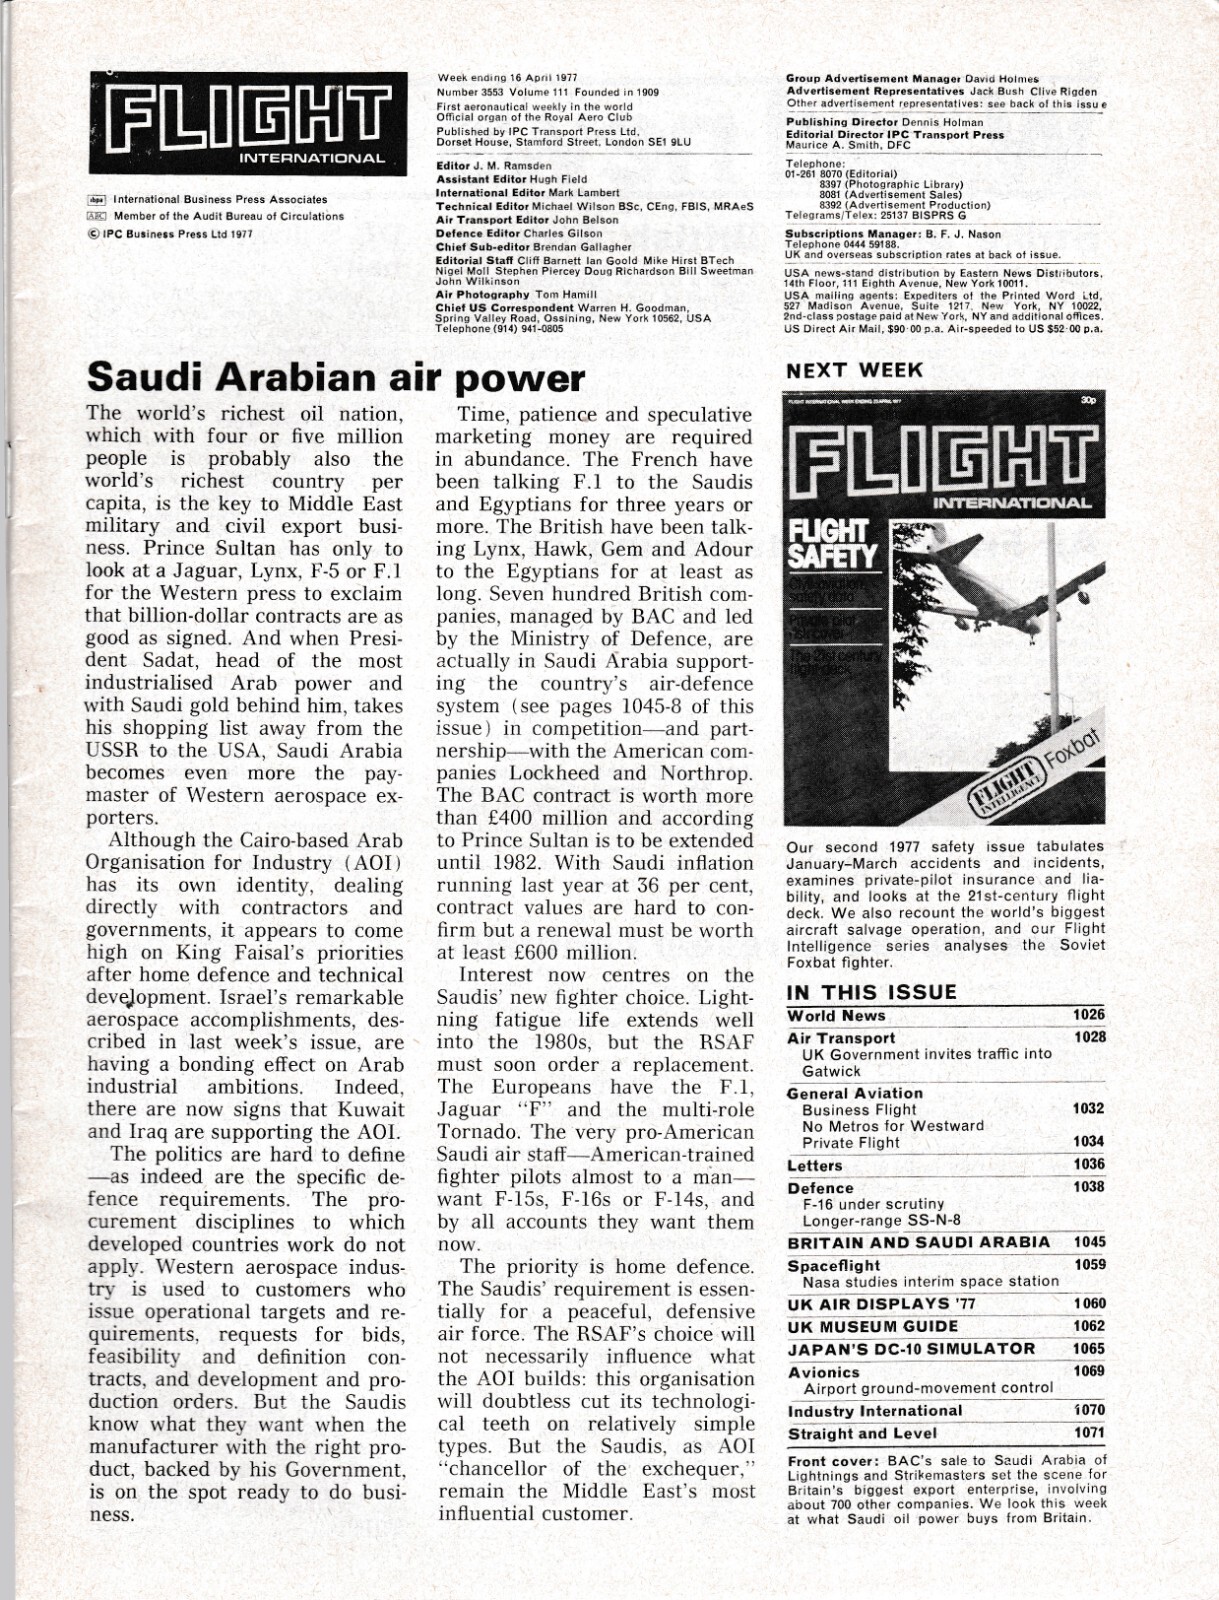 FLIGHT
INTERNATIONAL
International Business Press Associates
ABC Member of the Audit Bureau of Circulations
© IPC Business Press Ltd 1977
Week ending 16 April 1977
Number 3553 Volume 111 Founded in 1909
First aeronautical weekly in the world
Official organ of the Royal Aero Club
Published by IPC Transport Press Ltd,
Dorset House, Stamford Street, London SE1 9LU
Editor J. M. Ramsden
Assistant Editor Hugh Field
International Editor Mark Lambert
Technical Editor Michael Wilson BSc, CEng, FBIS, MRAeS
Air Transport Editor John Belson
Defence Editor Charles Gilson
Chief Sub-editor Brendan Gallagher
Editorial Staff Cliff Barnett Ian Goold Mike Hirst BTech
Nigel Moll Stephen Piercey Doug Richardson Bill Sweetman
John Wilkinson
Air Photography Tom Hamill
Chief US Correspondent Warren H. Goodman,
Spring Valley Road, Ossining, New York 10562, USA
Telephone (914) 941-0805
Group Advertisement Manager David Holmes
Advertisement Representatives Jack Bush Clive Rigden
Other advertisement representatives: see back of this issue
Publishing Director Dennis Holman
Editorial Director IPC Transport Press
Maurice A. Smith, DFC
Telephone:
01-261 8070 (Editorial)
8397 (Photographic Library)
8081 (Advertisement Sales)
8392 (Advertisement Production)
Telegrams/Telex: 25137 BISPRS G
Subscriptions Manager: B. F. J. Nason
Telephone 0444 59188.
UK and overseas subscription rates at back of issue.
USA news-stand distribution by Eastern News Distributors,
14th Floor, 111 Eighth Avenue, New York 10011.
USA mailing agents: Expediters of the Printed Word Ltd,
527 Madison Avenue, Suite 1217, New York, NY 10022,
2nd-class postage paid at New York, NY and additional offices.
US Direct Air Mail, $90·00 p.a. Air-speeded to US $52·00 p.a.
Saudi Arabian air power
The world's richest oil nation,
which with four or five million
people is probably also the
world's richest country per
capita, is the key to Middle East
military and civil export busi-
ness. Prince Sultan has only to
look at a Jaguar, Lynx, F-5 or F.1
for the Western press to exclaim
that billion-dollar contracts are as
good as signed. And when Presi-
dent Sadat, head of the most
industrialised Arab power and
with Saudi gold behind him, takes
his shopping list away from the
USSR to the USA, Saudi Arabia
becomes even more the pay-
master of Western aerospace ex-
porters.
Although the Cairo-based Arab
Organisation for Industry (AOI)
has its own identity, dealing
directly with contractors and
governments, it appears to come
high on King Faisal's priorities
after home defence and technical
development. Israel's remarkable
aerospace accomplishments, des-
cribed in last week's issue, are
having a bonding effect on Arab
industrial ambitions. Indeed,
there are now signs that Kuwait
and Iraq are supporting the AOI.
The politics are hard to define
—as indeed are the specific de-
fence requirements. The pro-
curement disciplines to which
developed countries work do not
apply. Western aerospace indus-
try is used to customers who
issue operational targets and re-
quirements, requests for bids,
feasibility and definition con-
tracts, and development and pro-
duction orders. But the Saudis
know what they want when the
manufacturer with the right pro-
duct, backed by his Government,
is on the spot ready to do busi-
ness.
Time, patience and speculative
marketing money are required
in abundance. The French have
been talking F.1 to the Saudis
and Egyptians for three years or
more. The British have been talk-
ing Lynx, Hawk, Gem and Adour
to the Egyptians for at least as
long. Seven hundred British com-
panies, managed by BAC and led
by the Ministry of Defence, are
actually in Saudi Arabia support-
ing the country's air-defence
system (see pages 1045-8 of this
issue) in competition—and part-
nership—with the American com-
panies Lockheed and Northrop.
The BAC contract is worth more
than £400 million and according
to Prince Sultan is to be extended
until 1982. With Saudi inflation
running last year at 36 per cent,
contract values are hard to con-
firm but a renewal must be worth
at least £600 million.
Interest now centres on the
Saudis' new fighter choice. Light-
ning fatigue life extends well
into the 1980s, but the RSAF
must soon order a replacement.
The Europeans have the F.1,
Jaguar "F" and the multi-role
Tornado. The very pro-American
Saudi air staff—American-trained
fighter pilots almost to a man—
want F-15s, F-16s or F-14s, and
by all accounts they want them
now.
The priority is home defence.
The Saudis' requirement is essen-
tially for a peaceful, defensive
air force. The RSAF's choice will
not necessarily influence what
the AOI builds: this organisation
will doubtless cut its technologi-
cal teeth on relatively simple
types. But the Saudis, as AOI
"chancellor of the exchequer,"
remain the Middle East's most
influential customer.
NEXT WEEK
FLIGHT INTERNATIONAL WEEK ENDING 23 APRIL 1977
30p
FLIGHT
INTERNATIONAL
FLIGHT
SAFETY
Civil-aviation
safety data
Private pilot
risk cover
The 21st century
flight deck
FLIGHT
INTELLIGENCE
Foxbat
Our second 1977 safety issue tabulates
January–March accidents and incidents,
examines private-pilot insurance and lia-
bility, and looks at the 21st-century flight
deck. We also recount the world's biggest
aircraft salvage operation, and our Flight
Intelligence series analyses the Soviet
Foxbat fighter.
IN THIS ISSUE
World News 1026
Air Transport 1028
UK Government invites traffic into
Gatwick
General Aviation
Business Flight 1032
No Metros for Westward
Private Flight 1034
Letters 1036
Defence 1038
F-16 under scrutiny
Longer-range SS-N-8
BRITAIN AND SAUDI ARABIA 1045
Spaceflight 1059
Nasa studies interim space station
UK AIR DISPLAYS '77 1060
UK MUSEUM GUIDE 1062
JAPAN'S DC-10 SIMULATOR 1065
Avionics 1069
Airport ground-movement control
Industry International 1070
Straight and Level 1071
Front cover: BAC's sale to Saudi Arabia of
Lightnings and Strikemasters set the scene for
Britain's biggest export enterprise, involving
about 700 other companies. We look this week
at what Saudi oil power buys from Britain.